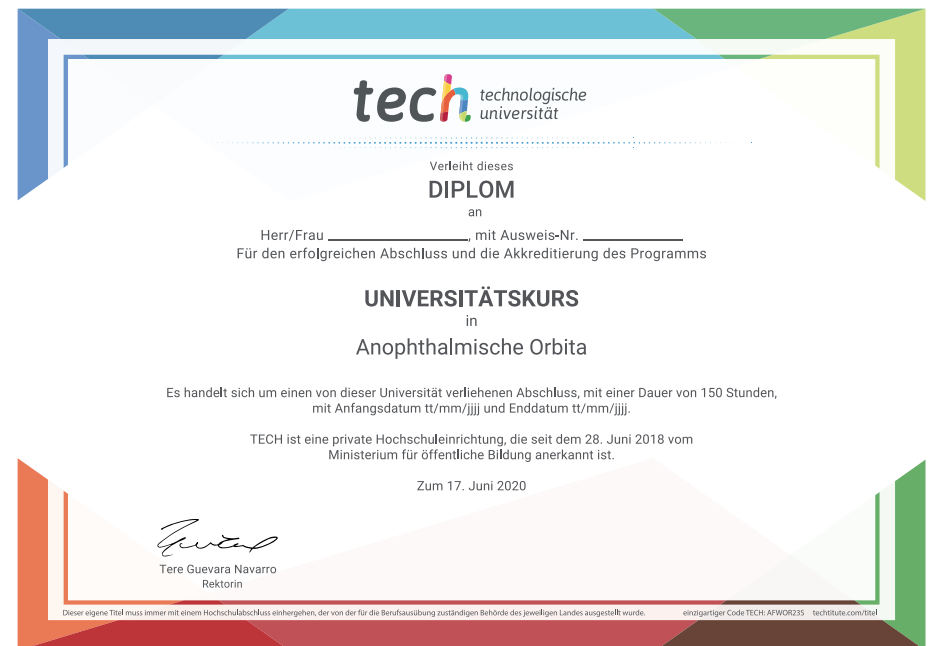 tech technologische
universität
Verleiht dieses
DIPLOM
an
Herr/Frau ____________, mit Ausweis-Nr. ____________
Für den erfolgreichen Abschluss und die Akkreditierung des Programms
UNIVERSITÄTSKURS
in
Anophthalmische Orbita
Es handelt sich um einen von dieser Universität verliehenen Abschluss, mit einer Dauer von 150 Stunden,
mit Anfangsdatum tt/mm/jjjj und Enddatum tt/mm/jjjj.
TECH ist eine private Hochschuleinrichtung, die seit dem 28. Juni 2018 vom
Ministerium für öffentliche Bildung anerkannt ist.
Zum 17. Juni 2020
Tere Guevara Navarro
Rektorin
Dieser eigene Titel muss immer mit einem Hochschulabschluss einhergehen, der von der für die Berufsausübung zuständigen Behörde des jeweiligen Landes ausgestellt wurde. einzigartiger Code TECH: AFWOR23S techtitute.com/titel